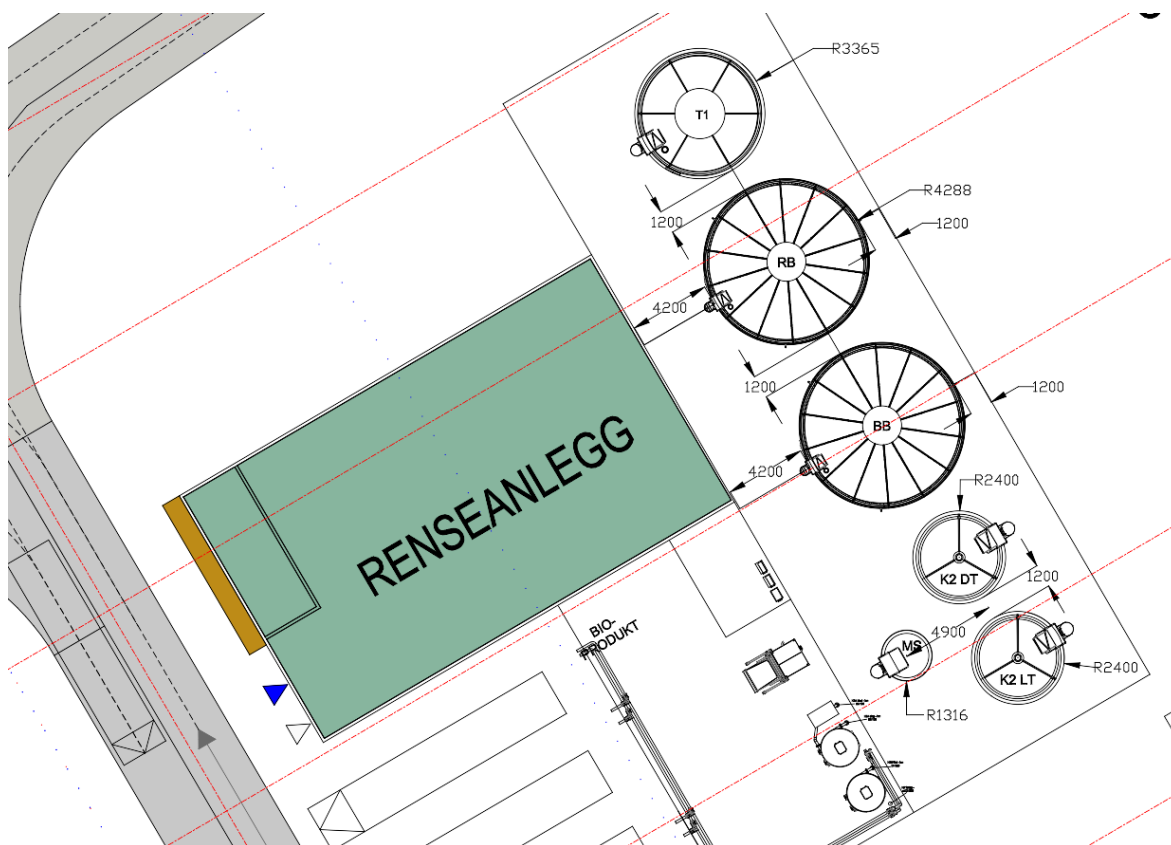 R3365
T1
1200
R4288
1200
RB
4200
1200
1200
BB
RENSEANLEGG
4200
R2400
K2 DT
1200
BIO-
PRODUKT
4900
MS
K2 LT
R2400
R1316